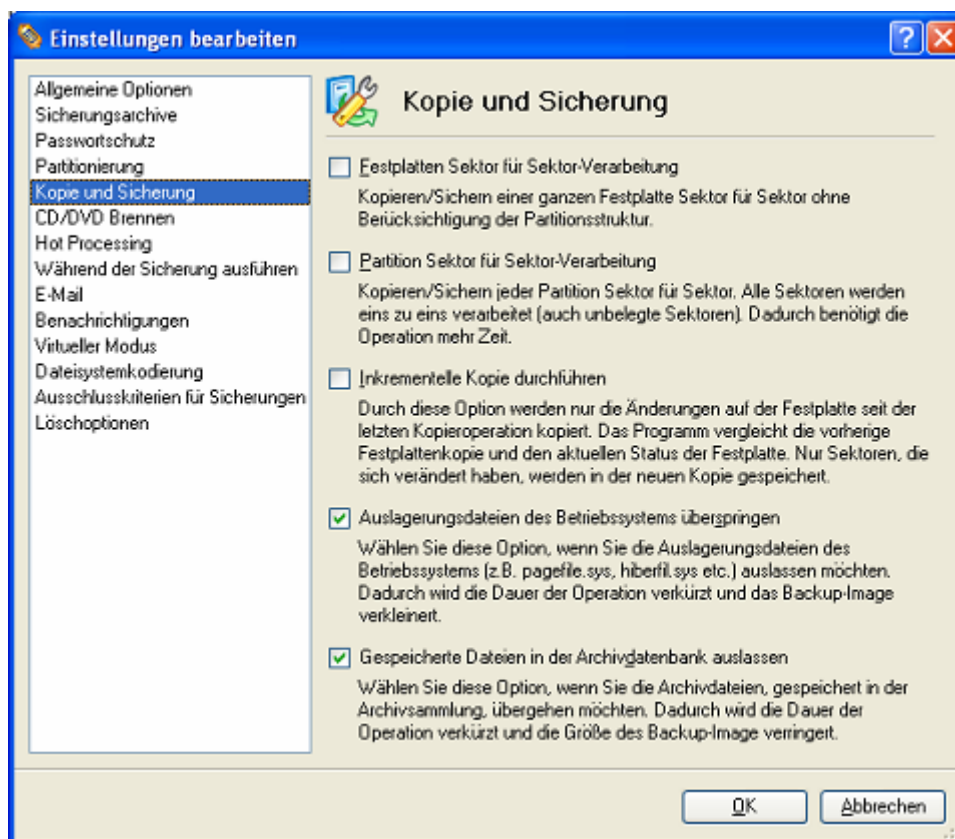 Einstellungen bearbeiten
Allgemeine Optionen
Sicherungsarchive
Passwortschutz
Partitionierung
Kopie und Sicherung
CD/DVD Brennen
Hot Processing
Während der Sicherung ausführen
E-Mail
Benachrichtigungen
Virtueller Modus
Dateisystemkodierung
Ausschlusskriterien für Sicherungen
Löschoptionen
Kopie und Sicherung
Festplatten Sektor für Sektor-Verarbeitung
Kopieren/Sichern einer ganzen Festplatte Sektor für Sektor ohne
Berücksichtigung der Partitionsstruktur.
Partition Sektor für Sektor-Verarbeitung
Kopieren/Sichern jeder Partition Sektor für Sektor. Alle Sektoren werden
eins zu eins verarbeitet (auch unbelegte Sektoren). Dadurch benötigt die
Operation mehr Zeit.
Inkrementelle Kopie durchführen
Durch diese Option werden nur die Änderungen auf der Festplatte seit der
letzten Kopieroperation kopiert. Das Programm vergleicht die vorherige
Festplattenkopie und den aktuellen Status der Festplatte. Nur Sektoren, die
sich verändert haben, werden in der neuen Kopie gespeichert.
Auslagerungsdateien des Betriebssystems überspringen
Wählen Sie diese Option, wenn Sie die Auslagerungsdateien des
Betriebssystems (z.B. pagefile.sys, hiberfil.sys etc.) auslassen möchten.
Dadurch wird die Dauer der Operation verkürzt und das Backup-Image
verkleinert.
Gespeicherte Dateien in der Archivdatenbank auslassen
Wählen Sie diese Option, wenn Sie die Archivdateien, gespeichert in der
Archivsammlung, übergehen möchten. Dadurch wird die Dauer der
Operation verkürzt und die Größe des Backup-Image verringert.
OK
Abbrechen